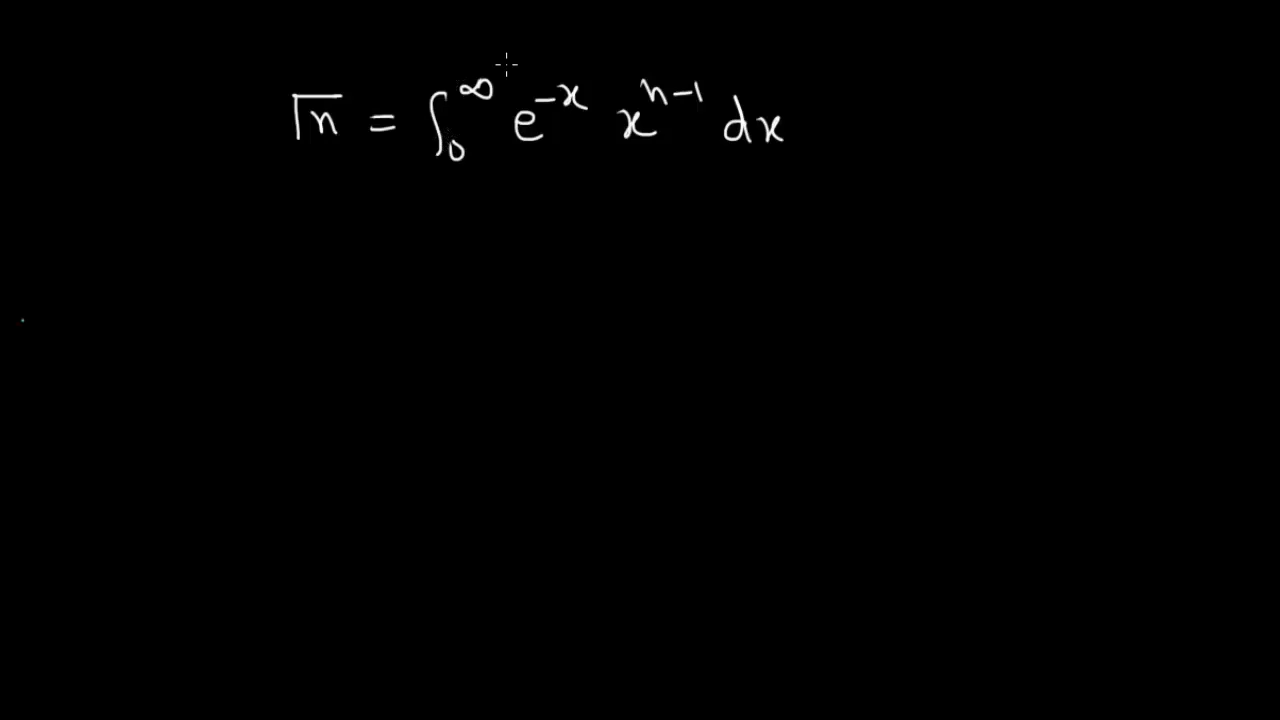 Γn = ∫₀^∞ e^{-x} x^{n-1} dx